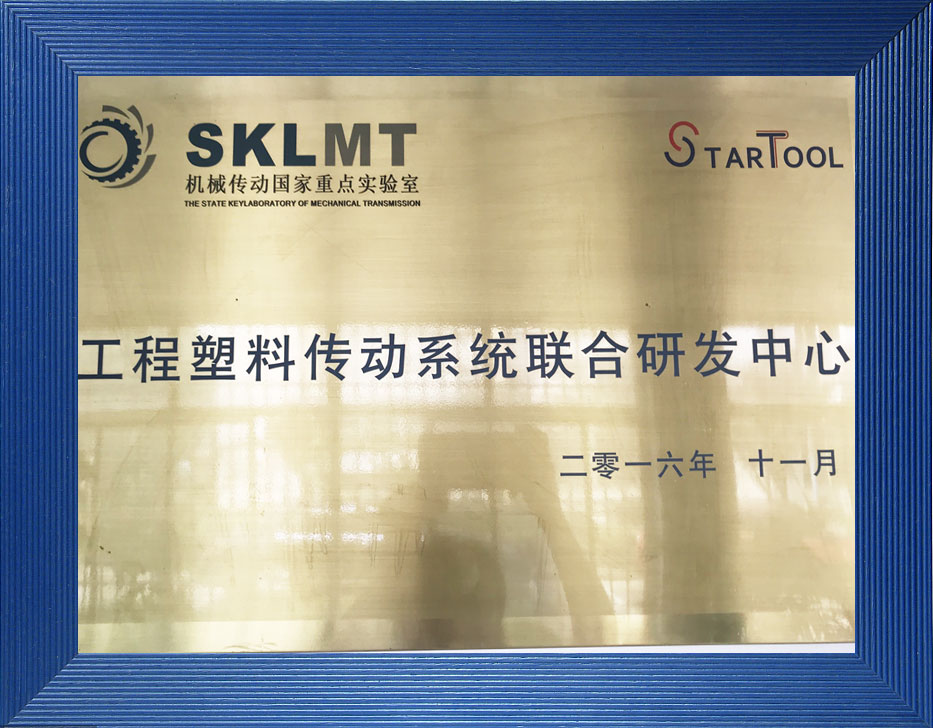 SKLMT
机械传动国家重点实验室
THE STATE KEYLABORATORY OF MECHANICAL TRANSMISSION
STARTOOL
工程塑料传动系统联合研发中心
二零一六年 十一月